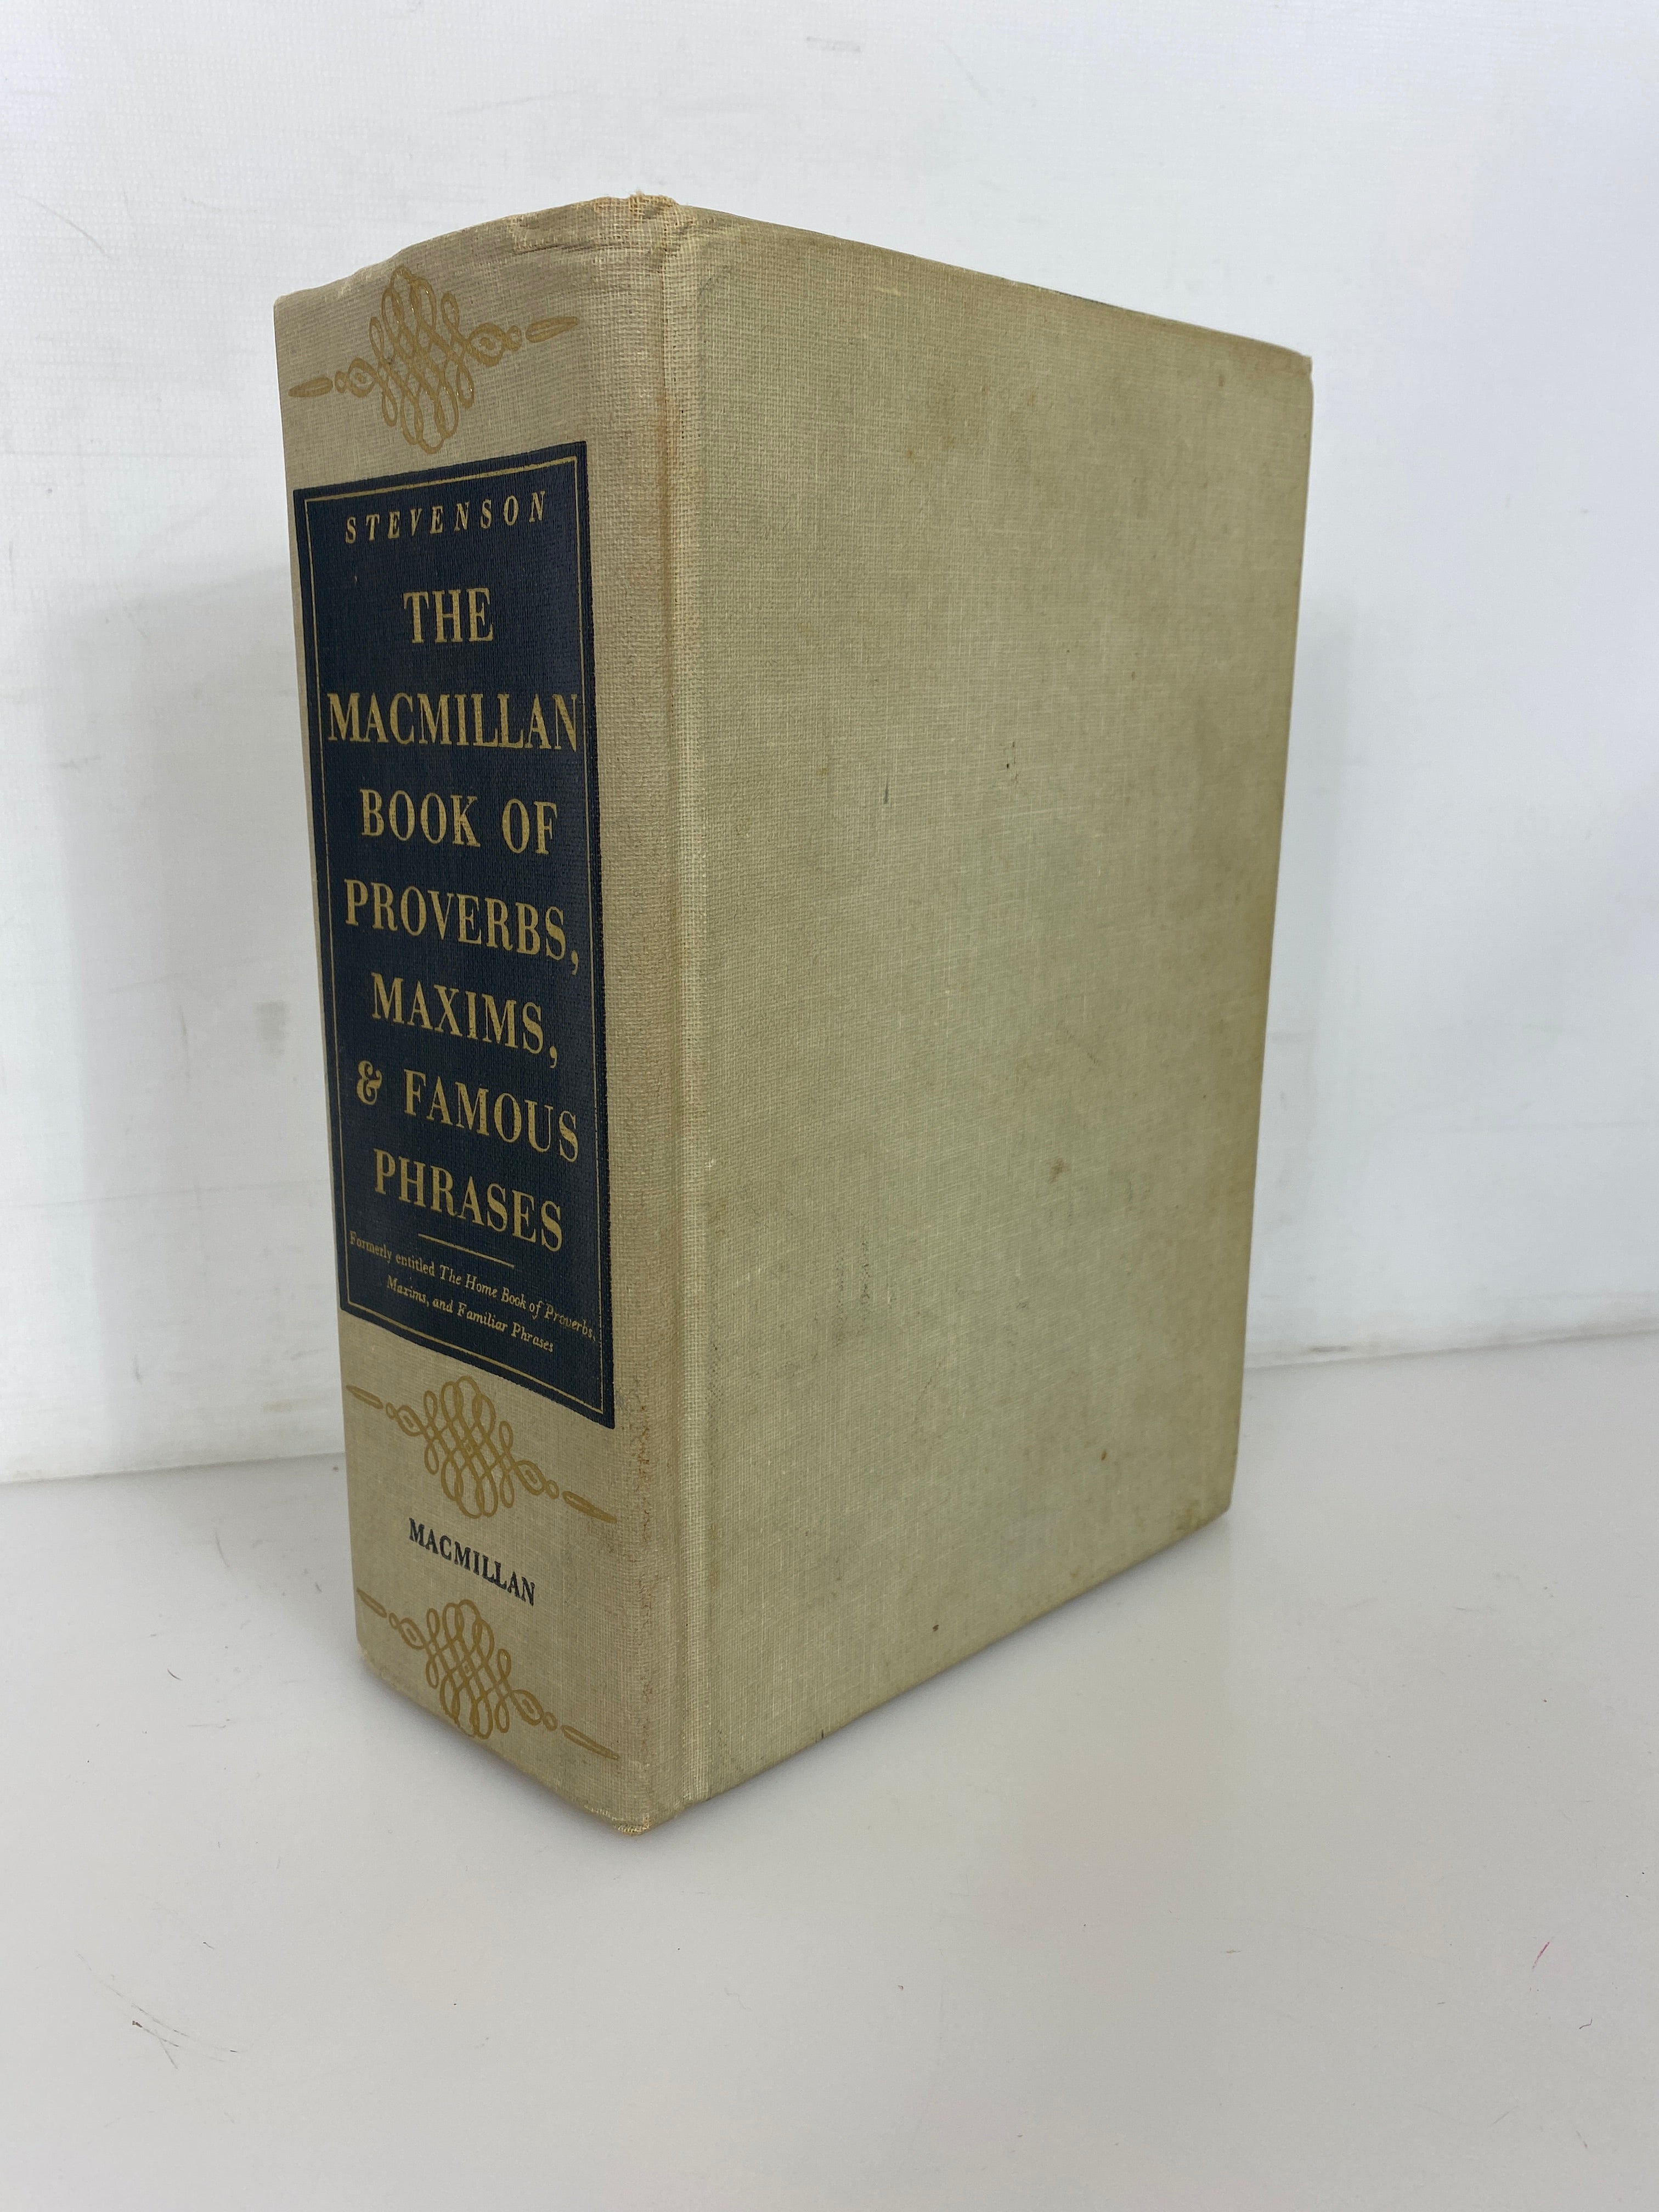 STEVENSON
THE
MACMILLAN
BOOK OF
PROVERBS,
MAXIMS,
& FAMOUS
PHRASES
Formerly entitled The Home Book of Proverbs,
Maxims, and Familiar Phrases
MACMILLAN